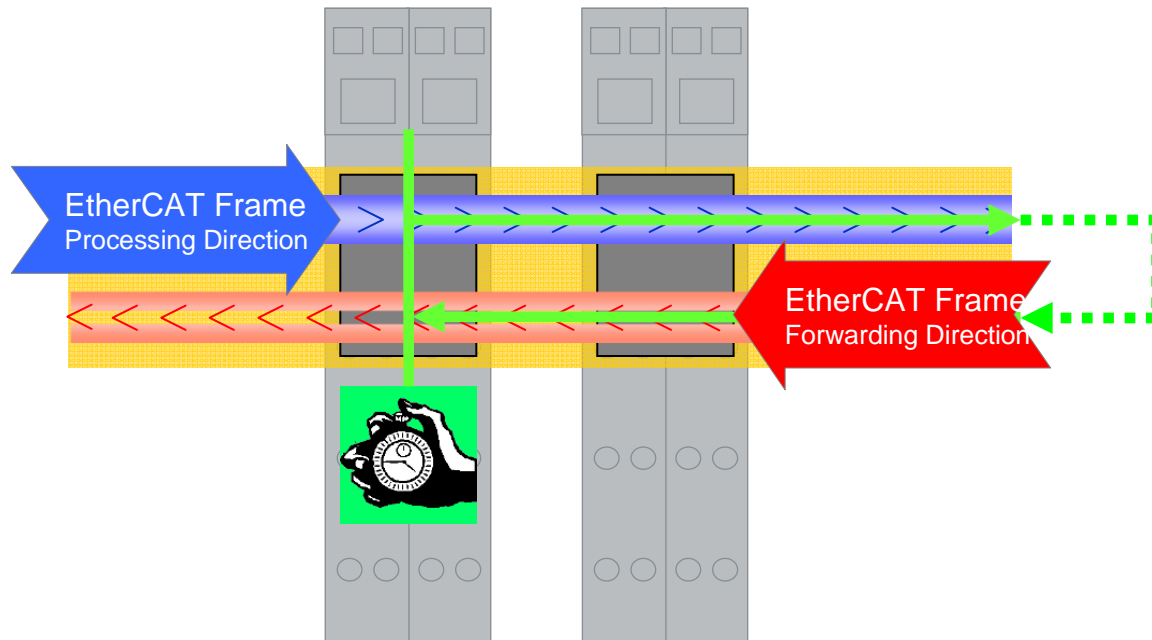 EtherCAT Frame
Processing Direction
EtherCAT Frame
Forwarding Direction